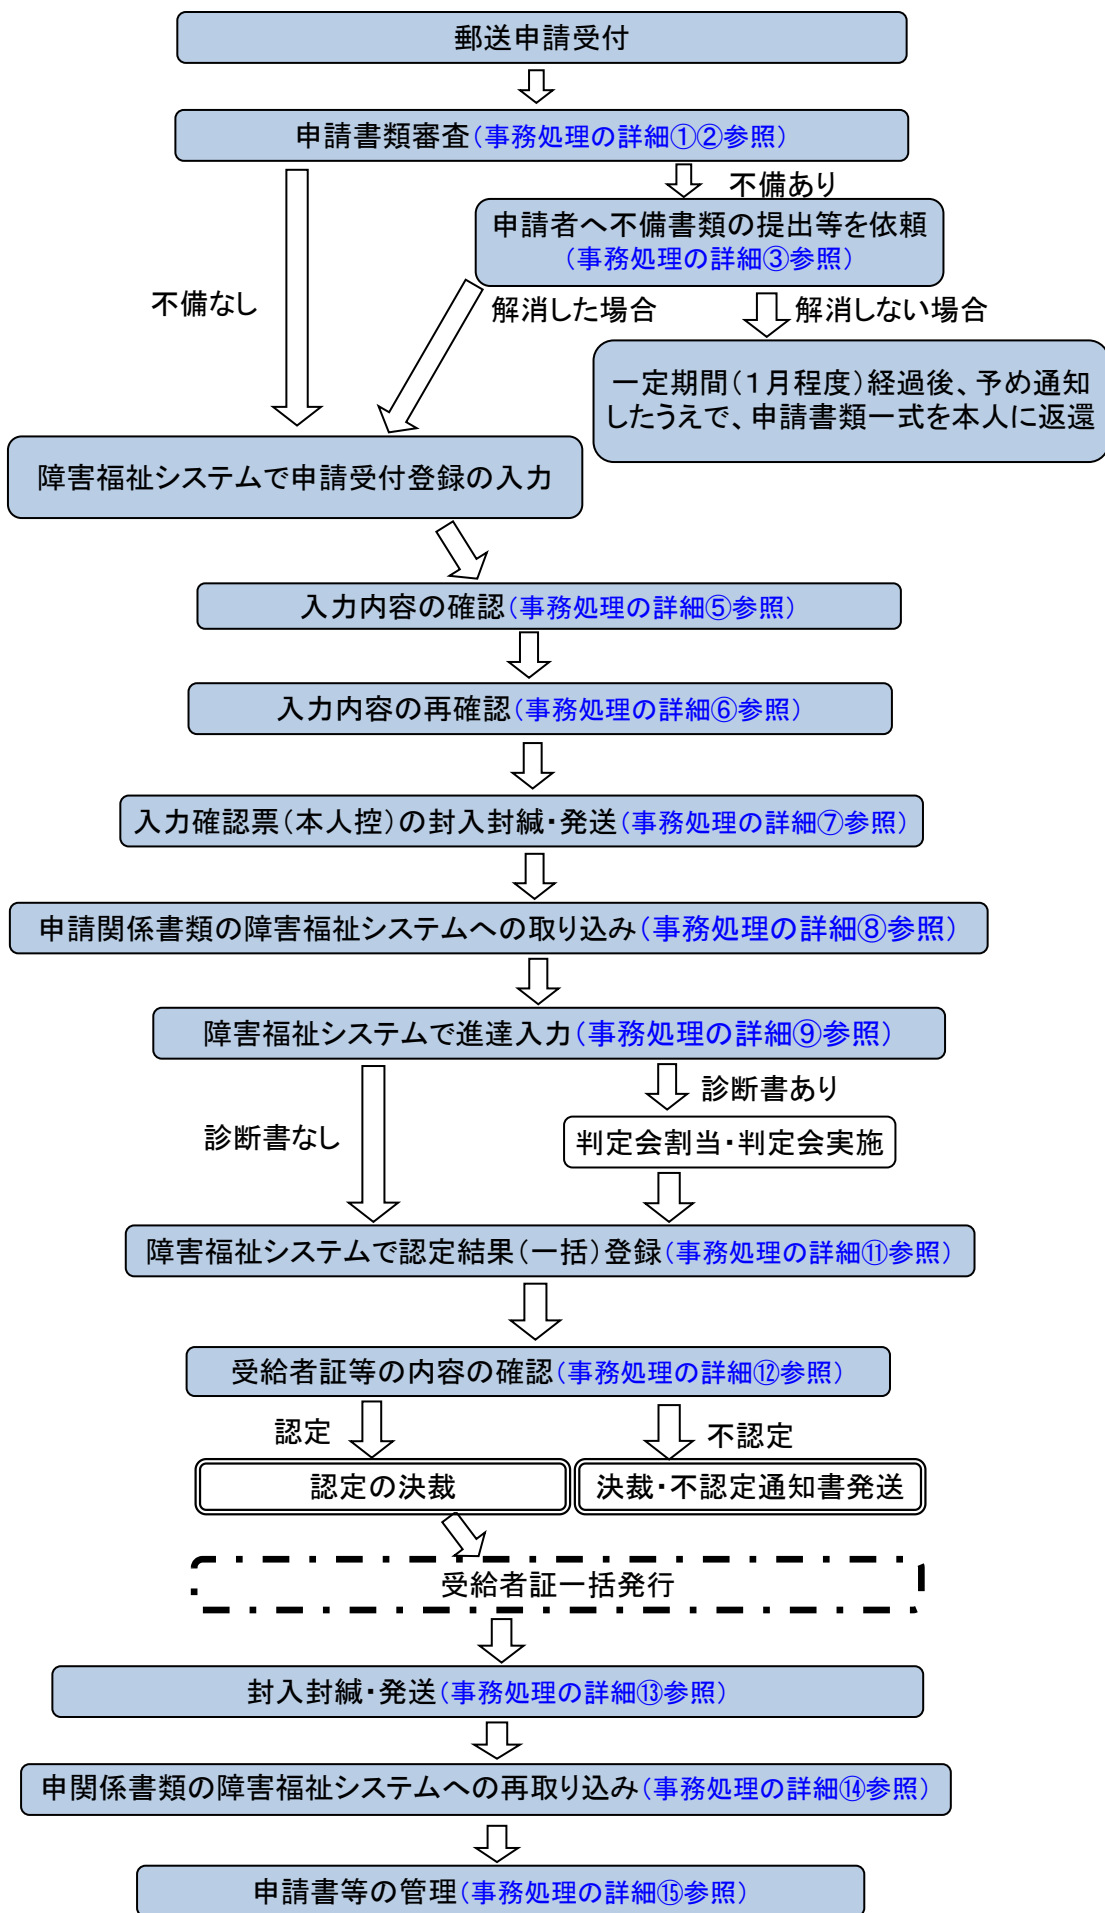 郵送申請受付
申請書類審査(事務処理の詳細①②参照)
不備あり
申請者へ不備書類の提出等を依頼
(事務処理の詳細③参照)
不備なし
解消した場合
解消しない場合
一定期間(1月程度)経過後、予め通知
したうえで、申請書類一式を本人に返還
障害福祉システムで申請受付登録の入力
入力内容の確認(事務処理の詳細⑤参照)
入力内容の再確認(事務処理の詳細⑥参照)
入力確認票(本人控)の封入封緘・発送(事務処理の詳細⑦参照)
申請関係書類の障害福祉システムへの取り込み(事務処理の詳細⑧参照)
障害福祉システムで進達入力(事務処理の詳細⑨参照)
診断書あり
診断書なし
判定会割当・判定会実施
障害福祉システムで認定結果(一括)登録(事務処理の詳細⑪参照)
受給者証等の内容の確認(事務処理の詳細⑫参照)
認定
不認定
認定の決裁
決裁・不認定通知書発送
受給者証一括発行
封入封緘・発送(事務処理の詳細⑬参照)
申関係書類の障害福祉システムへの再取り込み(事務処理の詳細⑭参照)
申請書等の管理(事務処理の詳細⑮参照)